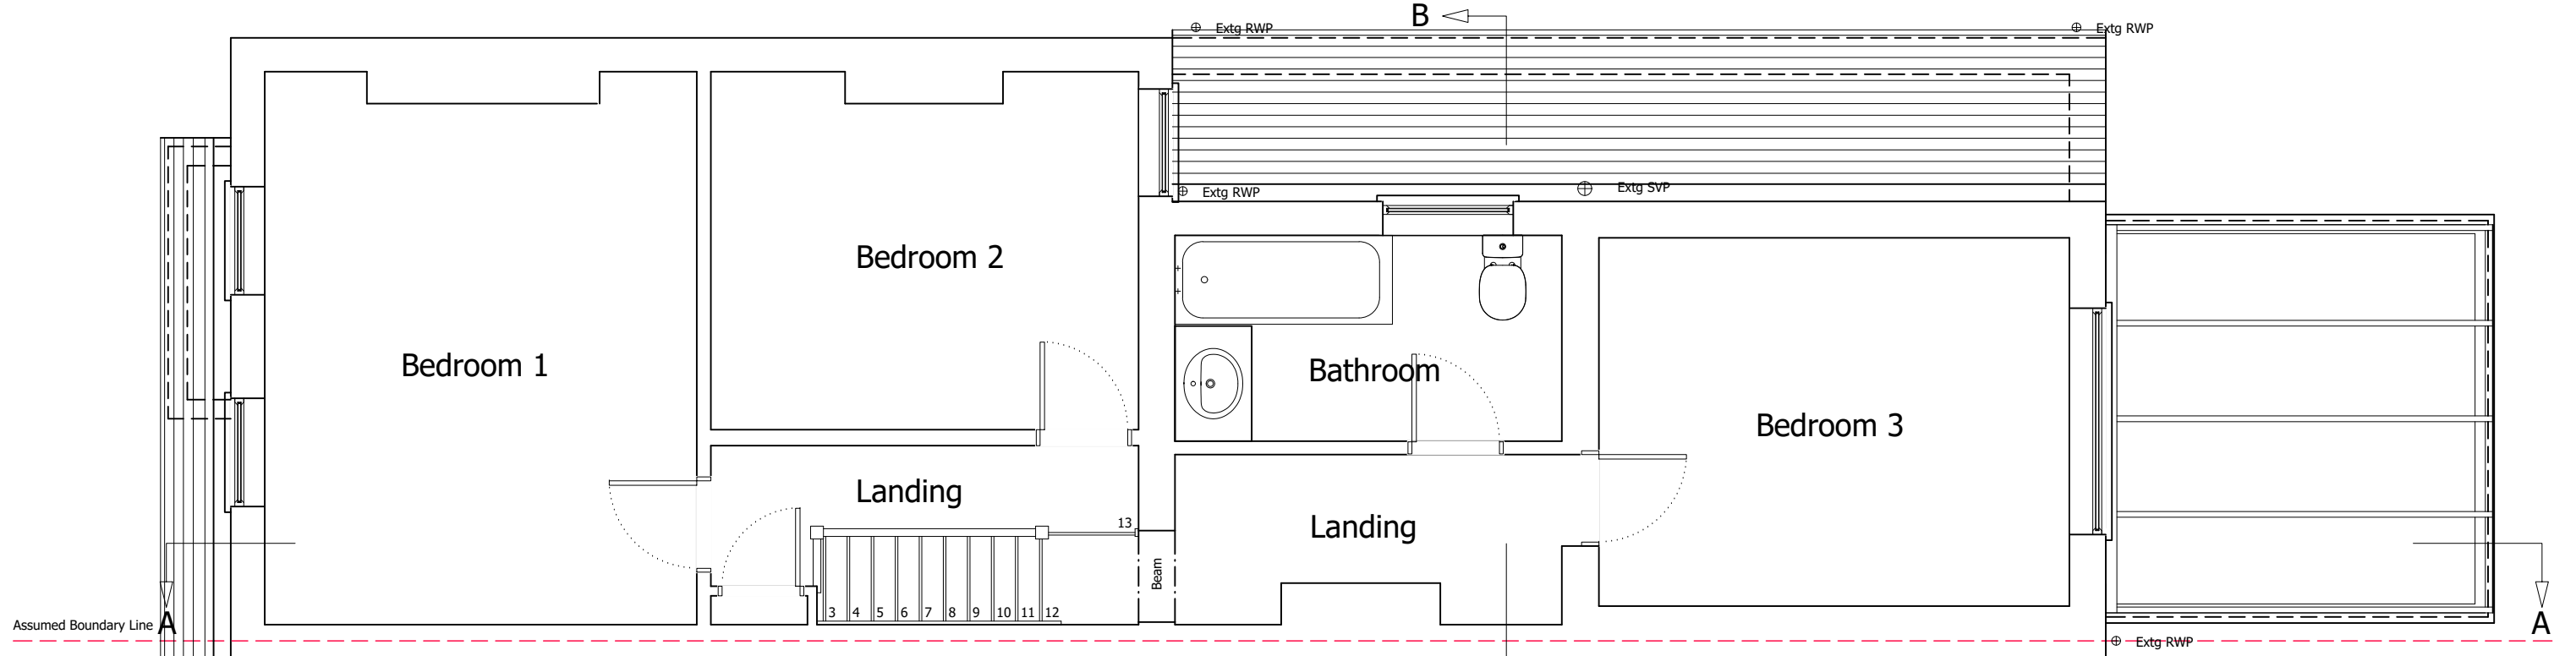 B
Extg RWP
Extg RWP
Extg RWP
Extg SVP
Bedroom 2
Bedroom 1
Bathroom
Bedroom 3
Landing
13
Landing
Beam
3 4 5 6 7 8 9 10 11 12
Assumed Boundary Line
A
A
Extg RWP